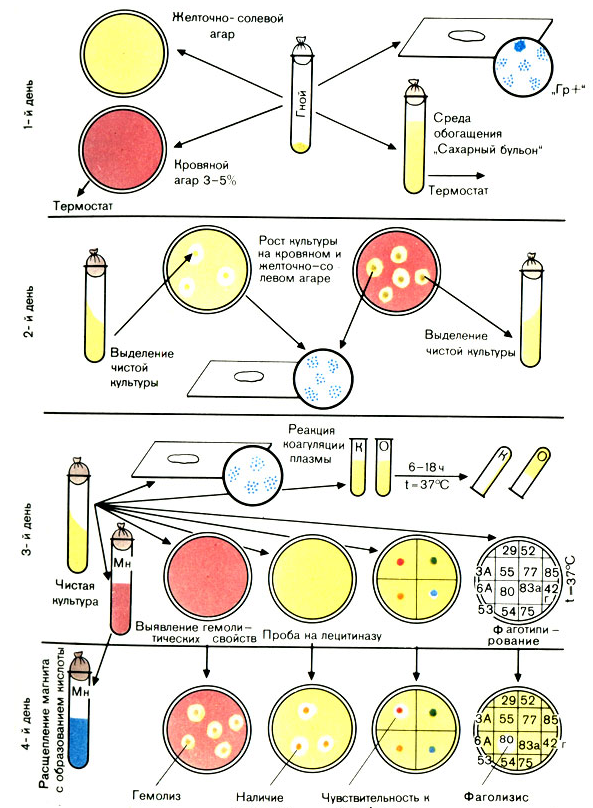 1-й день
Желточно-солевой
агар
Гной
„Гр+“
Среда
обогащения
„Сахарный бульон“
Термостат
Кровяной
агар 3–5%
Термостат
2-й день
Рост культуры
на кровяном и
желточно-со
левом агаре
Выделение
чистой
культуры
Выделение
чистой культуры
3-й день
Реакция
коагуляции
плазмы
К
О
6–18 ч
t=37°C
К
О
Чистая
культура
Мн
Выявление гемоли-
тических свойств
Проба на лецитиназу
29 52
3А 55 77 85
6А 80 83а 42
г
53 54 75
t=37°C
Фаготипи-
рование
4-й день
Расщепление магнита
с образованием кислоты
Мн
29 52
3А 55 77 85
6А 80 83а 42 г
53 54 75
Гемолиз
Наличие
Чувствительность к
Фаголизис